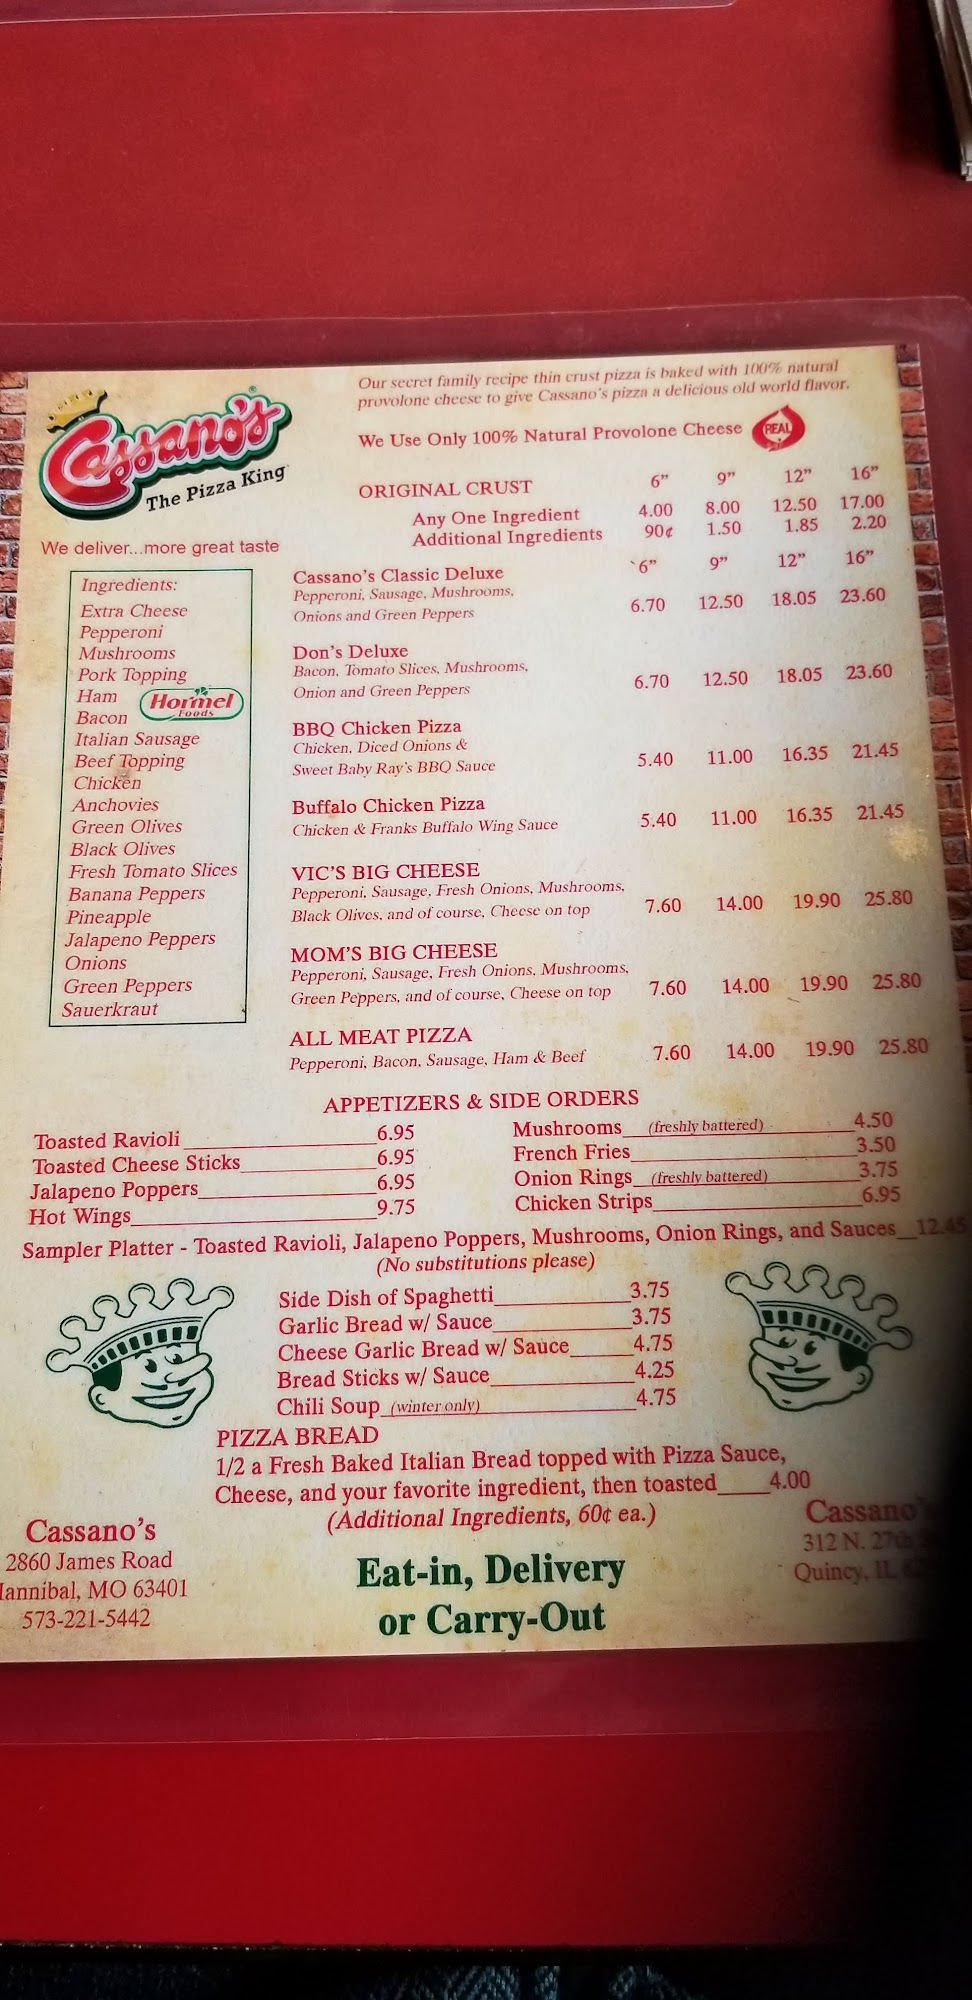 Cassano's
The Pizza King
We deliver...more great taste
Our secret family recipe thin crust pizza is baked with 100% natural
provolone cheese to give Cassano's pizza a delicious old world flavor.
We Use Only 100% Natural Provolone Cheese REAL
ORIGINAL CRUST 6" 9" 12" 16"
Any One Ingredient 4.00 8.00 12.50 17.00
Additional Ingredients 90¢ 1.50 1.85 2.20
Ingredients:
Extra Cheese
Pepperoni
Mushrooms
Pork Topping
Ham
Bacon
Hormel
Foods
Italian Sausage
Beef Topping
Chicken
Anchovies
Green Olives
Black Olives
Fresh Tomato Slices
Banana Peppers
Pineapple
Jalapeno Peppers
Onions
Green Peppers
Sauerkraut
Cassano's Classic Deluxe `6" 9" 12" 16"
Pepperoni, Sausage, Mushrooms,
Onions and Green Peppers 6.70 12.50 18.05 23.60
Don's Deluxe
Bacon, Tomato Slices, Mushrooms,
Onion and Green Peppers 6.70 12.50 18.05 23.60
BBQ Chicken Pizza
Chicken, Diced Onions &
Sweet Baby Ray's BBQ Sauce 5.40 11.00 16.35 21.45
Buffalo Chicken Pizza
Chicken & Franks Buffalo Wing Sauce 5.40 11.00 16.35 21.45
VIC'S BIG CHEESE
Pepperoni, Sausage, Fresh Onions, Mushrooms,
Black Olives, and of course, Cheese on top 7.60 14.00 19.90 25.80
MOM'S BIG CHEESE
Pepperoni, Sausage, Fresh Onions, Mushrooms,
Green Peppers, and of course, Cheese on top 7.60 14.00 19.90 25.80
ALL MEAT PIZZA
Pepperoni, Bacon, Sausage, Ham & Beef 7.60 14.00 19.90 25.80
APPETIZERS & SIDE ORDERS
Toasted Ravioli 6.95
Toasted Cheese Sticks 6.95
Jalapeno Poppers 6.95
Hot Wings 9.75
Mushrooms (freshly battered) 4.50
French Fries 3.50
Onion Rings (freshly battered) 3.75
Chicken Strips 6.95
Sampler Platter - Toasted Ravioli, Jalapeno Poppers, Mushrooms, Onion Rings, and Sauces 12.45
(No substitutions please)
Side Dish of Spaghetti 3.75
Garlic Bread w/ Sauce 3.75
Cheese Garlic Bread w/ Sauce 4.75
Bread Sticks w/ Sauce 4.25
Chili Soup (winter only) 4.75
PIZZA BREAD
1/2 a Fresh Baked Italian Bread topped with Pizza Sauce,
Cheese, and your favorite ingredient, then toasted 4.00
(Additional Ingredients, 60¢ ea.)
Cassano's
2860 James Road
Hannibal, MO 63401
573-221-5442
Eat-in, Delivery
or Carry-Out
Cassano's
312 N. 27th
Quincy, IL